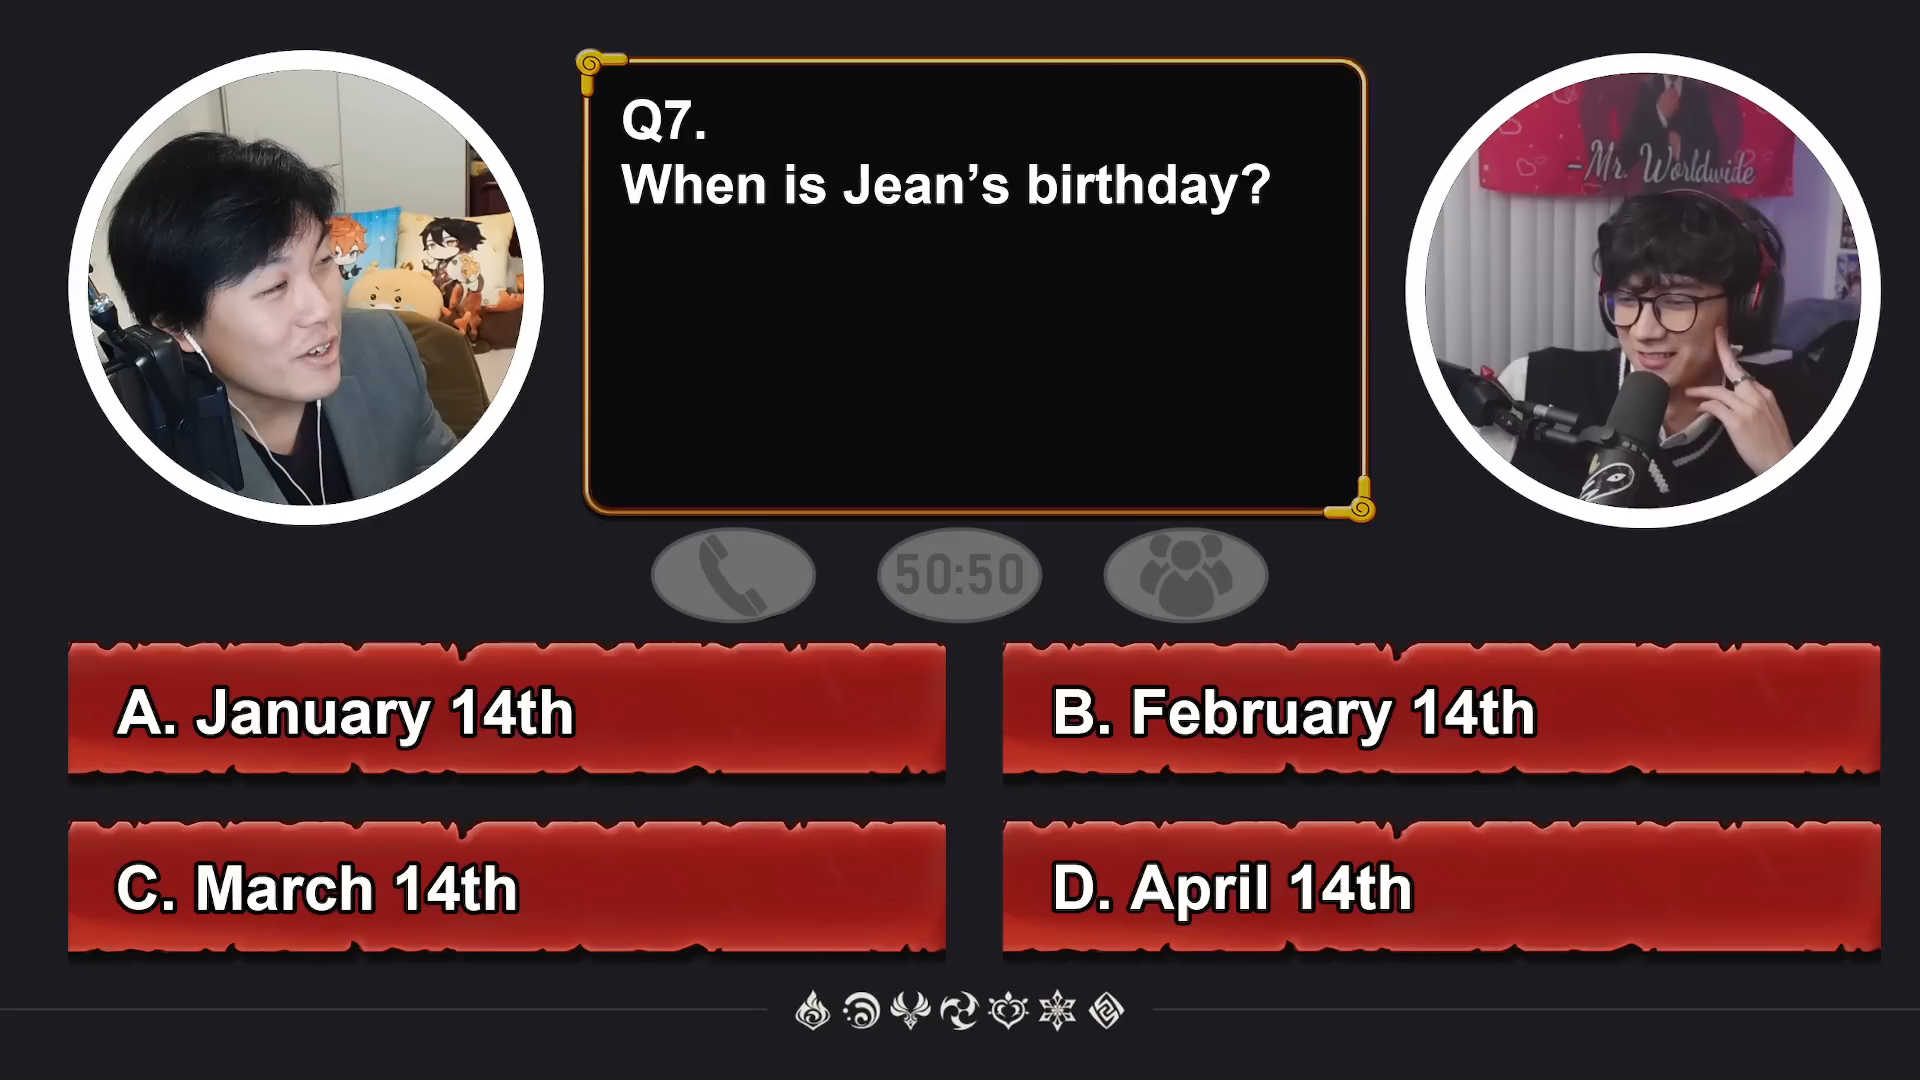 -Mr. Worldwide
Q7.
When is Jean’s birthday?
50:50
A. January 14th
B. February 14th
C. March 14th
D. April 14th